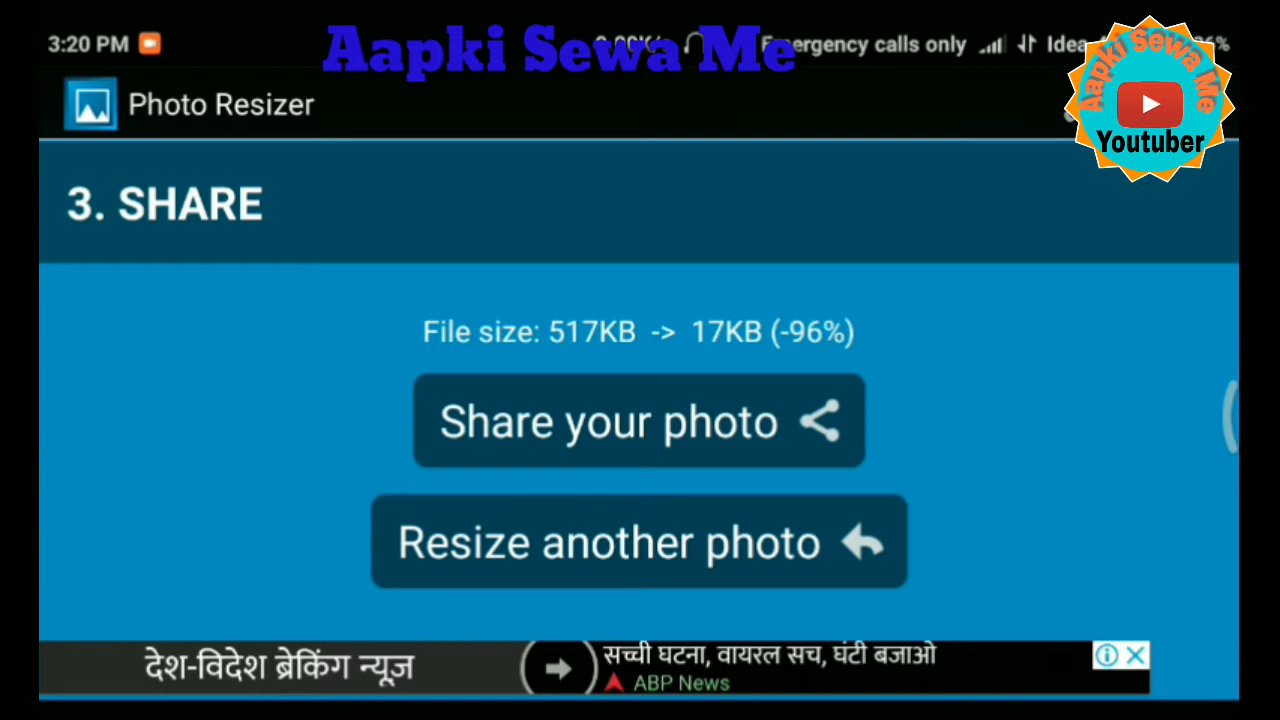 3:20 PM
Aapki Sewa Me
Emergency calls only
Idea
Photo Resizer
Aapki Sewa Me
Youtuber
3. SHARE
File size: 517KB -> 17KB (-96%)
Share your photo
Resize another photo
देश-विदेश ब्रेकिंग न्यूज़
सच्ची घटना, वायरल सच, घंटी बजाओ
ABP News